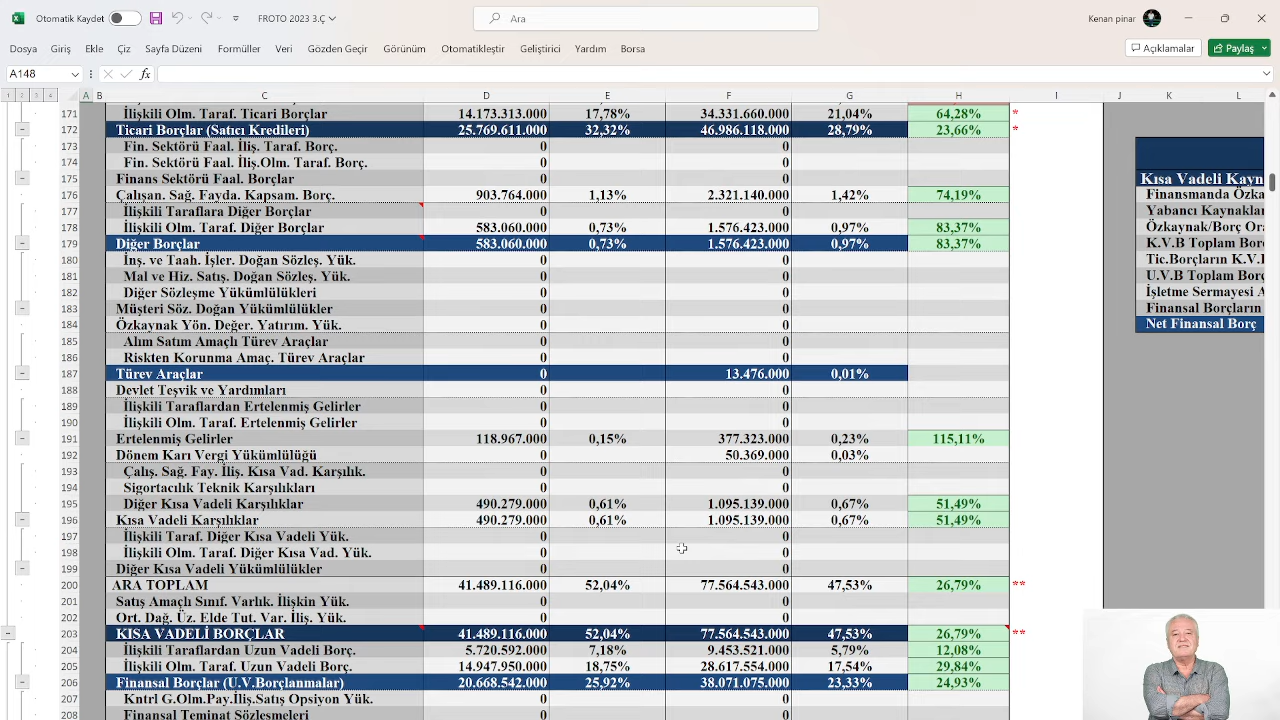 Otomatik Kaydet
FROTO 2023 3.Ç
Ara
Kenan pinar
Dosya Giriş Ekle Çiz Sayfa Düzeni Formüller Veri Gözden Geçir Görünüm Otomatikleştir Geliştirici Yardım Borsa
Açıklamalar
Paylaş
A148 fx
1 2 3 4 A B C D E F G H I J K L
171 İlişkili Olm. Taraf. Ticari Borçlar 14.173.313.000 17,78% 34.331.660.000 21,04% 64,28% *
172 Ticari Borçlar (Satıcı Kredileri) 25.769.611.000 32,32% 46.986.118.000 28,79% 23,66% *
173 Fin. Sektörü Faal. İliş. Taraf. Borç. 0 0
174 Fin. Sektörü Faal. İliş.Olm. Taraf. Borç. 0 0
175 Finans Sektörü Faal. Borçlar 0 0
176 Çalışan. Sağ. Fayda. Kapsam. Borç. 903.764.000 1,13% 2.321.140.000 1,42% 74,19%
177 İlişkili Taraflara Diğer Borçlar 0 0
178 İlişkili Olm. Taraf. Diğer Borçlar 583.060.000 0,73% 1.576.423.000 0,97% 83,37%
179 Diğer Borçlar 583.060.000 0,73% 1.576.423.000 0,97% 83,37%
180 İnş. ve Taah. İşler. Doğan Sözleş. Yük. 0 0
181 Mal ve Hiz. Satış. Doğan Sözleş, Yük. 0 0
182 Diğer Sözleşme Yükümlülükleri 0 0
183 Müşteri Söz. Doğan Yükümlülükler 0 0
184 Özkaynak Yön. Değer. Yatırım. Yük. 0 0
185 Alım Satım Amaçlı Türev Araçlar 0 0
186 Riskten Korunma Amaç. Türev Araçlar 0 0
187 Türev Araçlar 0 13.476.000 0,01%
188 Devlet Teşvik ve Yardımları 0 0
189 İlişkili Taraflardan Ertelenmiş Gelirler 0 0
190 İlişkili Olm. Taraf. Ertelenmiş Gelirler 0 0
191 Ertelenmiş Gelirler 118.967.000 0,15% 377.323.000 0,23% 115,11%
192 Dönem Karı Vergi Yükümlülüğü 0 50.369.000 0,03%
193 Çalış. Sağ. Fay. İliş. Kısa Vad. Karşılık. 0 0
194 Sigortacılık Teknik Karşılıkları 0 0
195 Diğer Kısa Vadeli Karşılıklar 490.279.000 0,61% 1.095.139.000 0,67% 51,49%
196 Kısa Vadeli Karşılıklar 490.279.000 0,61% 1.095.139.000 0,67% 51,49%
197 İlişkili Taraf. Diğer Kısa Vadeli Yük. 0 0
198 İlişkili Olm. Taraf. Diğer Kısa Vad. Yük. 0 0
199 Diğer Kısa Vadeli Yükümlülükler 0 0
200 ARA TOPLAM 41.489.116.000 52,04% 77.564.543.000 47,53% 26,79% **
201 Satış Amaçlı Sınıf. Varlık. İlişkin Yük. 0 0
202 Ort. Dağ. Üz. Elde Tut. Var. İliş. Yük. 0 0
203 KISA VADELİ BORÇLAR 41.489.116.000 52,04% 77.564.543.000 47,53% 26,79% **
204 İlişkili Taraflardan Uzun Vadeli Borç. 5.720.592.000 7,18% 9.453.521.000 5,79% 12,08%
205 İlişkili Olm. Taraf. Uzun Vadeli Borç. 14.947.950.000 18,75% 28.617.554.000 17,54% 29,84%
206 Finansal Borçlar (U.V.Borçlanmalar) 20.668.542.000 25,92% 38.071.075.000 23,33% 24,93%
207 Kntrl G.Olm.Pay.İliş.Satış Opsiyon Yük. 0 0
208 Finansal Teminat Sözleşmeleri 0 0
Kısa Vadeli Kayn
Finansmanda Özka
Yabancı Kaynaklar
Özkaynak/Borç Ora
K.V.B Toplam Borç
Tic.Borçların K.V.B
U.V.B Toplam Borç
İşletme Sermayesi A
Finansal Borçların
Net Finansal Borç